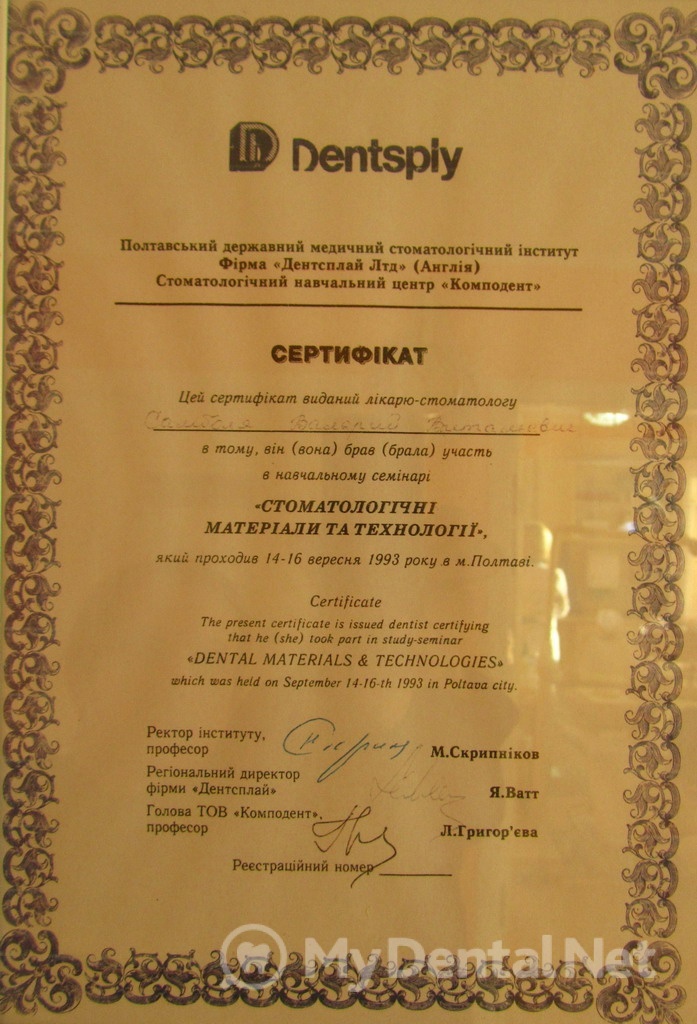 Dentsply
Полтавський державний медичний стоматологічний інститут
Фірма «Дентсплай Лтд» (Англія)
Стоматологічний навчальний центр «Комподент»
СЕРТИФІКАТ
Цей сертифікат виданий лікарю-стоматологу
Валерий
в тому, він (вона) брав (брала) участь
в навчальному семінарі
«СТОМАТОЛОГІЧНІ
МАТЕРІАЛИ ТА ТЕХНОЛОГІЇ»,
який проходив 14-16 вересня 1993 року в м.Полтаві.
Certificate
The present certificate is issued dentist certifying
that he (she) took part in study-seminar
«DENTAL MATERIALS & TECHNOLOGIES»
which was held on September 14-16-th 1993 in Poltava city.
Ректор інституту,
професор М.Скрипніков
Регіональний директор
фірми «Дентсплай» Я.Ватт
Голова ТОВ «Комподент»,
професор Л.Григор'єва
Реєстраційний номер
MyDental.Net